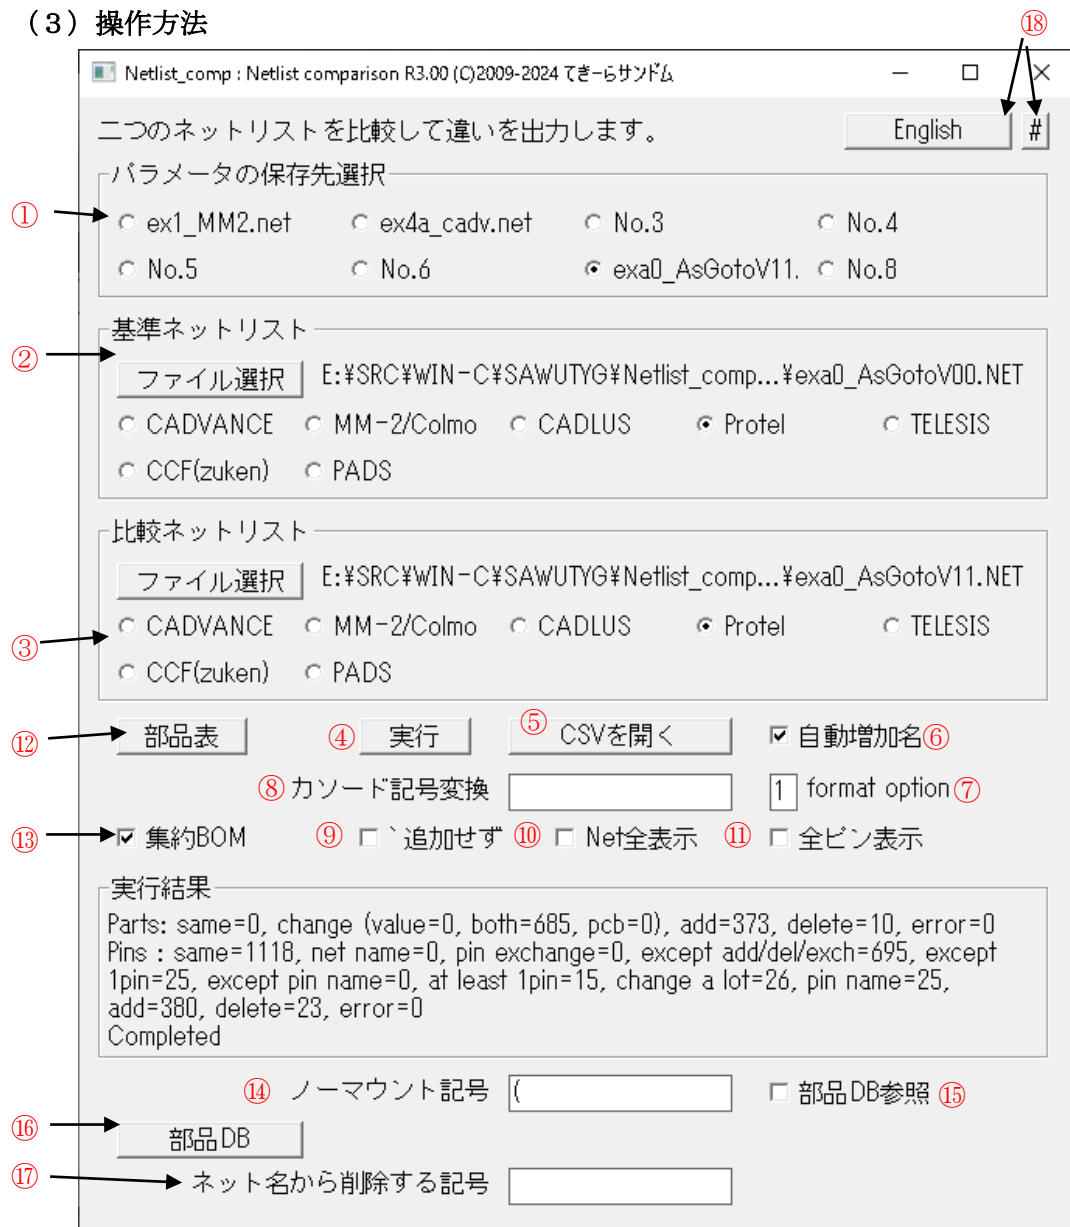 （３）操作方法
⑱
Netlist_comp : Netlist comparison R3.00 (C)2009-2024 てきーらサンドム
二つのネットリストを比較して違いを出力します。 English #
パラメータの保存先選択
① ex1_MM2.net ex4a_cadv.net No.3 No.4
No.5 No.6 exa0_AsGotoV11. No.8
基準ネットリスト
② ファイル選択 E:¥SRC¥WIN-C¥SAWUTYG¥Netlist_comp...¥exa0_AsGotoV00.NET
CADVANCE MM-2/Colmo CADLUS Protel TELESIS
CCF(zuken) PADS
比較ネットリスト
ファイル選択 E:¥SRC¥WIN-C¥SAWUTYG¥Netlist_comp...¥exa0_AsGotoV11.NET
③ CADVANCE MM-2/Colmo CADLUS Protel TELESIS
CCF(zuken) PADS
⑫ 部品表 ④ 実行 ⑤ CSVを開く 自動増加名 ⑥
⑧ カソード記号変換 1 format option ⑦
⑬ 集約BOM ⑨ `追加せず ⑩ Net全表示 ⑪ 全ピン表示
実行結果
Parts: same=0, change (value=0, both=685, pcb=0), add=373, delete=10, error=0
Pins : same=1118, net name=0, pin exchange=0, except add/del/exch=695, except
1pin=25, except pin name=0, at least 1pin=15, change a lot=26, pin name=25,
add=380, delete=23, error=0
Completed
⑭ ノーマウント記号 ( 部品DB参照 ⑮
⑯ 部品DB
⑰ ネット名から削除する記号